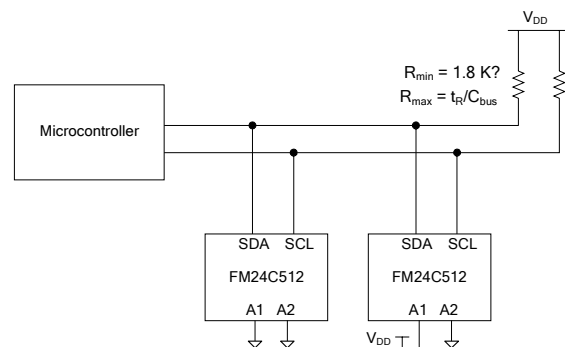 VDD
Rmin = 1.8 K?
Rmax = tR/Cbus
Microcontroller
SDA SCL
SDA SCL
FM24C512
FM24C512
A1 A2
A1 A2
VDD